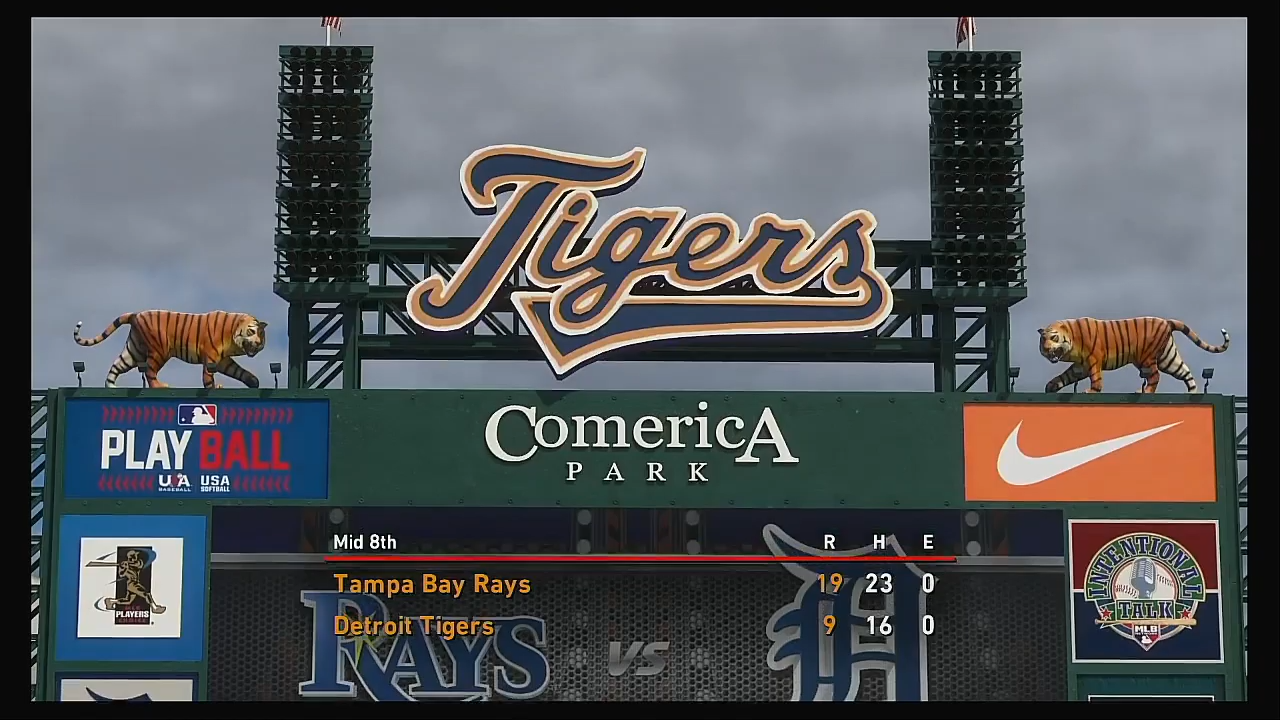 Tigers
Comerica
PARK
PLAY BALL
USA BASEBALL
USA SOFTBALL
PLAYERS
INTENTIONAL
TALK
MLB
NETWORK
Mid 8th R H E
Tampa Bay Rays 19 23 0
Detroit Tigers 9 16 0
RAYS VS D